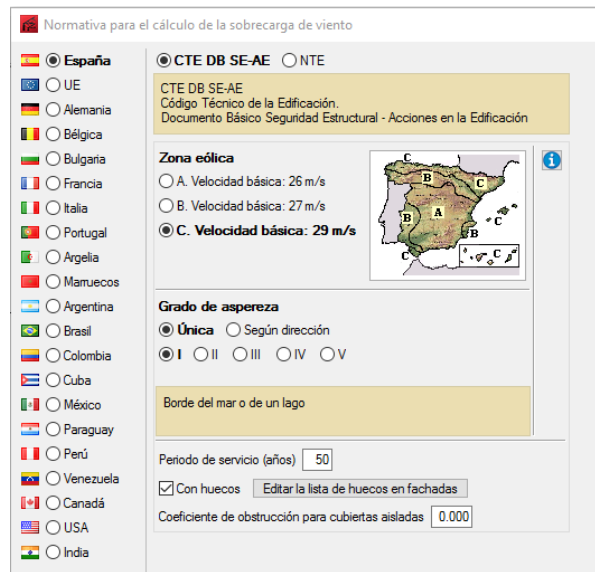 Normativa para el cálculo de la sobrecarga de viento
España
UE
Alemania
Bélgica
Bulgaria
Francia
Italia
Portugal
Argelia
Marruecos
Argentina
Brasil
Colombia
Cuba
México
Paraguay
Perú
Venezuela
Canadá
USA
India
CTE DB SE-AE NTE
CTE DB SE-AE
Código Técnico de la Edificación.
Documento Básico Seguridad Estructural - Acciones en la Edificación
Zona eólica
A. Velocidad básica: 26 m/s
B. Velocidad básica: 27 m/s
C. Velocidad básica: 29 m/s
C
B C
A
B C
B
C C
Grado de aspereza
Única Según dirección
I II III IV V
Borde del mar o de un lago
Periodo de servicio (años) 50
Con huecos Editar la lista de huecos en fachadas
Coeficiente de obstrucción para cubiertas aisladas 0.000